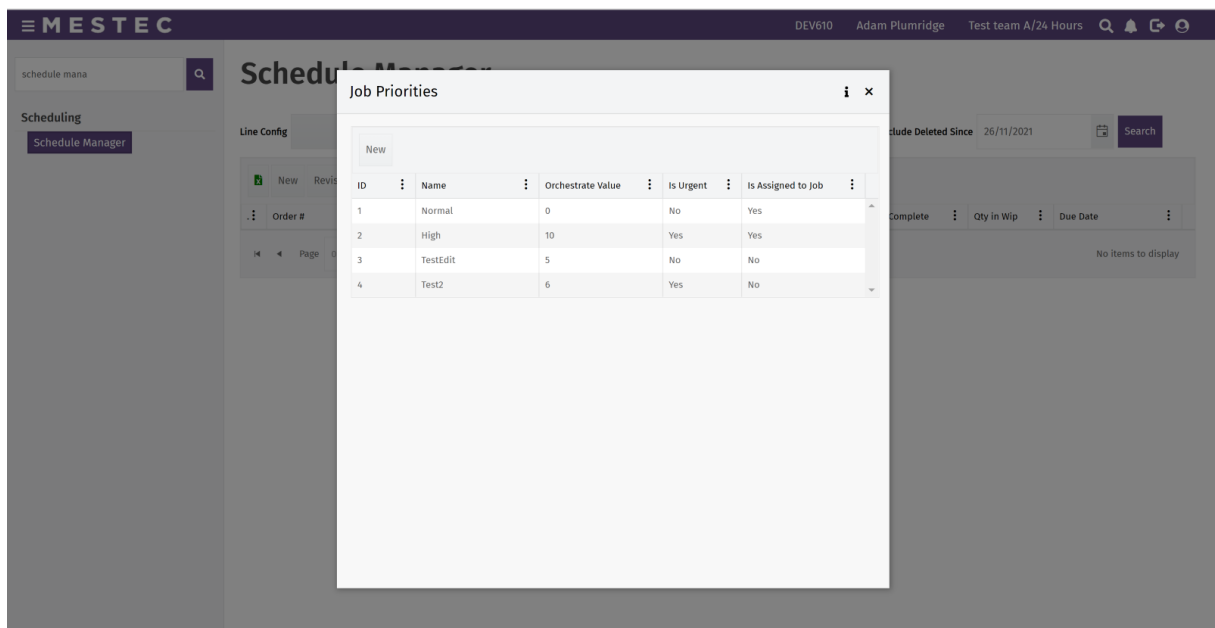 MESTEC
DEV610 Adam Plumridge Test team A/24 Hours
schedule mana
Scheduling
Schedule Manager
Schedule Manager
Line Config
clude Deleted Since 26/11/2021 Search
New Revis
Order # Complete Qty in Wip Due Date
Page 0 No items to display
Job Priorities
New
ID Name Orchestrate Value Is Urgent Is Assigned to Job
1 Normal 0 No Yes
2 High 10 Yes Yes
3 TestEdit 5 No No
4 Test2 6 Yes No